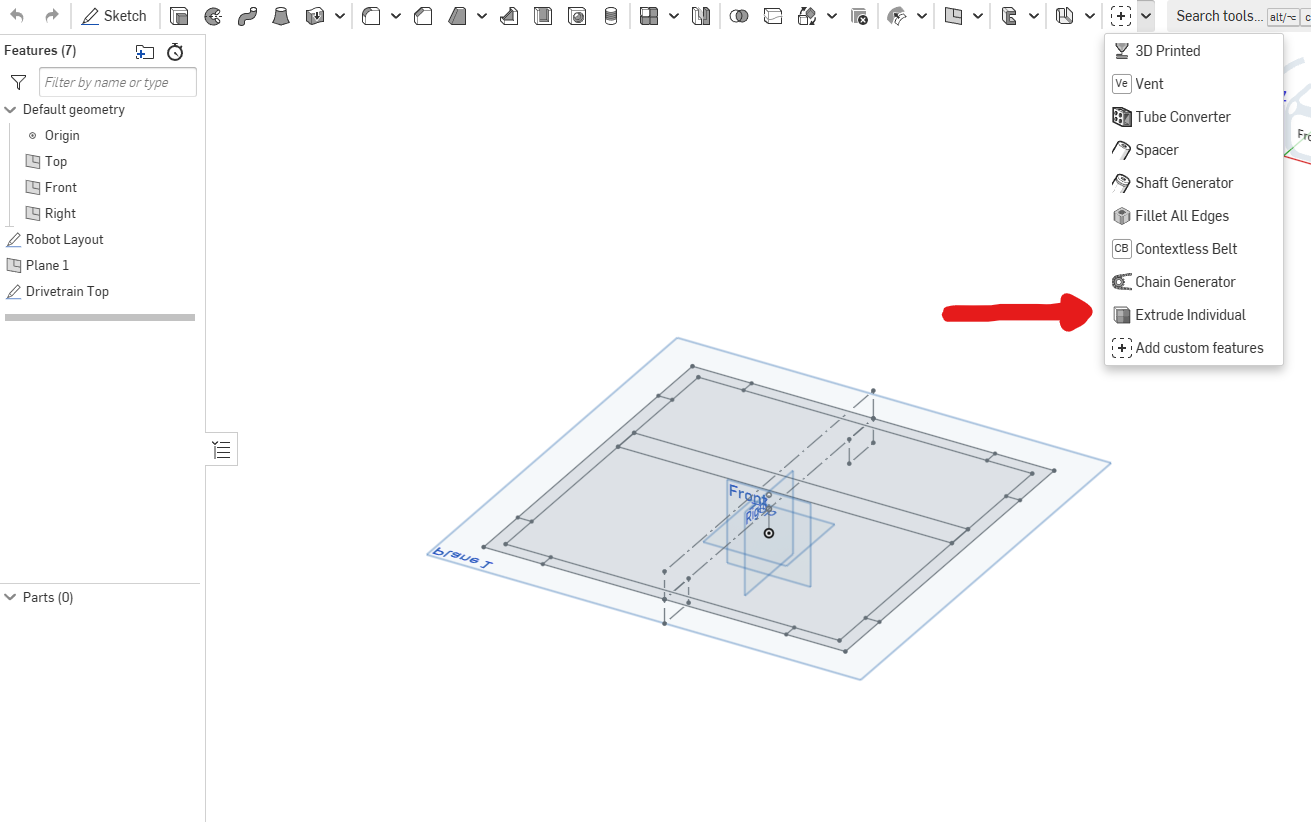 Sketch
Search tools... alt/⌥ c
Features (7)
Filter by name or type
Default geometry
Origin
Top
Front
Right
Robot Layout
Plane 1
Drivetrain Top
Parts (0)
3D Printed
Ve Vent
Tube Converter
Spacer
Shaft Generator
Fillet All Edges
CB Contextless Belt
Chain Generator
Extrude Individual
Add custom features
Z
Fro
Front
Right
Plane 1